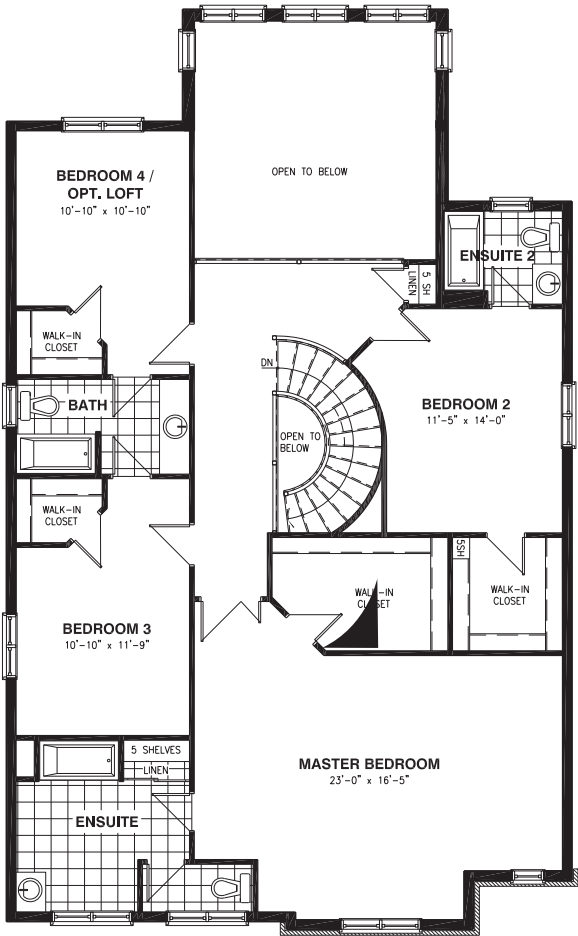 OPEN TO BELOW
BEDROOM 4 /
OPT. LOFT
10'-10" x 10'-10"
ENSUITE 2
5 SH
LINEN
WALK-IN
CLOSET
DN
BATH
BEDROOM 2
11'-5" x 14'-0"
OPEN TO
BELOW
WALK-IN
CLOSET
5SH
WALK-IN
CLOSET
WALK-IN
CLOSET
BEDROOM 3
10'-10" x 11'-9"
5 SHELVES
LINEN
MASTER BEDROOM
23'-0" x 16'-5"
ENSUITE